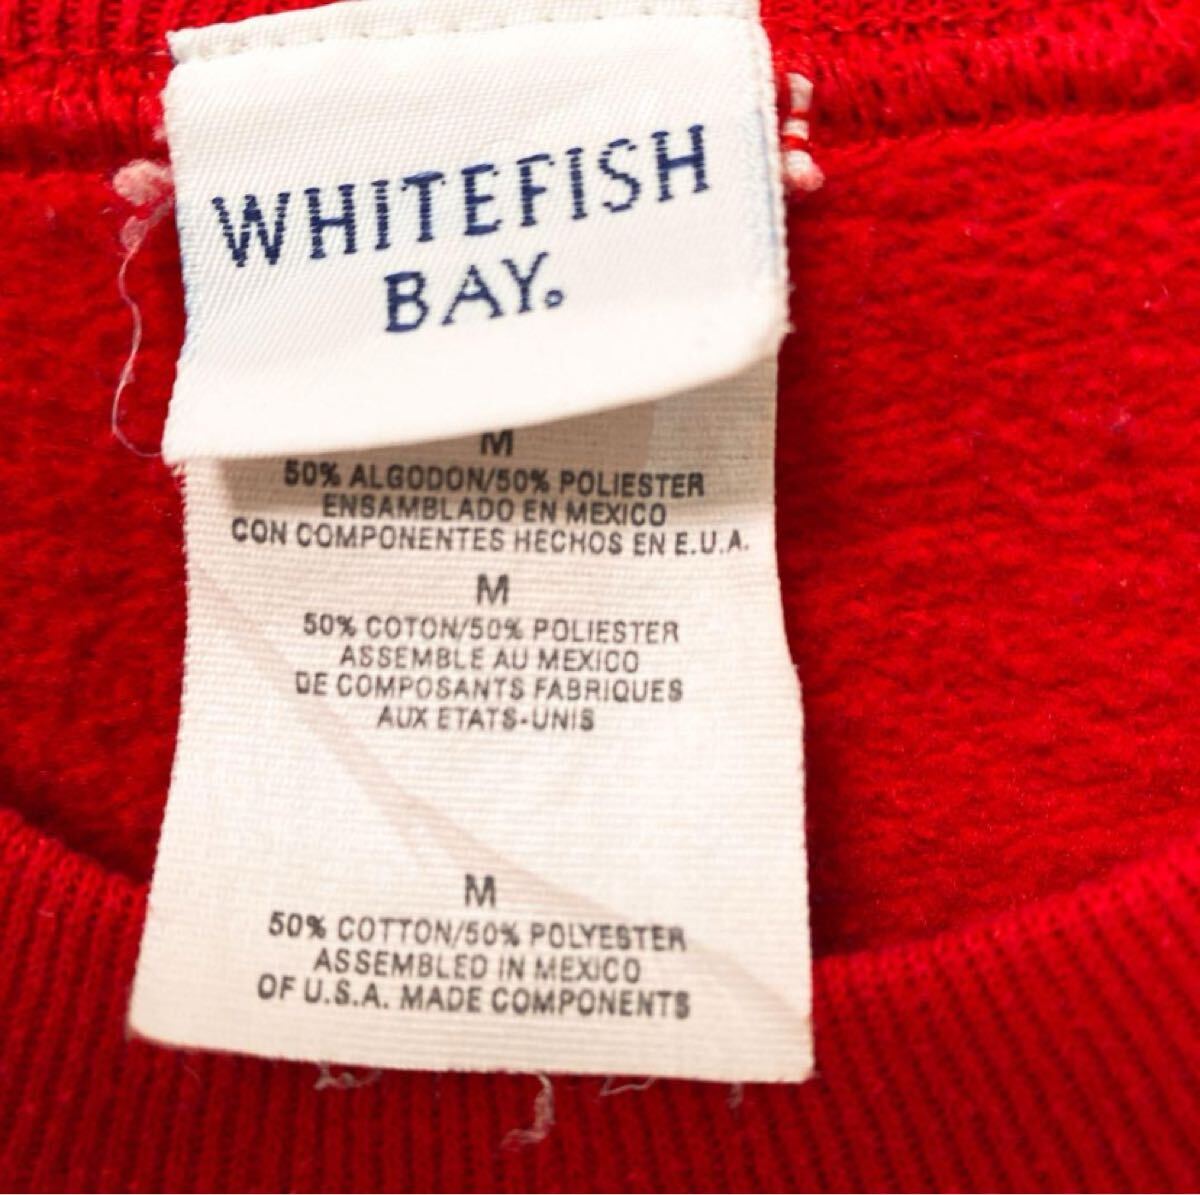 WHITEFISH
BAY.
M
50% ALGODON/50% POLIESTER
ENSAMBLADO EN MEXICO
CON COMPONENTES HECHOS EN E.U.A.
M
50% COTON/50% POLIESTER
ASSEMBLE AU MEXICO
DE COMPOSANTS FABRIQUES
AUX ETATS-UNIS
M
50% COTTON/50% POLYESTER
ASSEMBLED IN MEXICO
OF U.S.A. MADE COMPONENTS